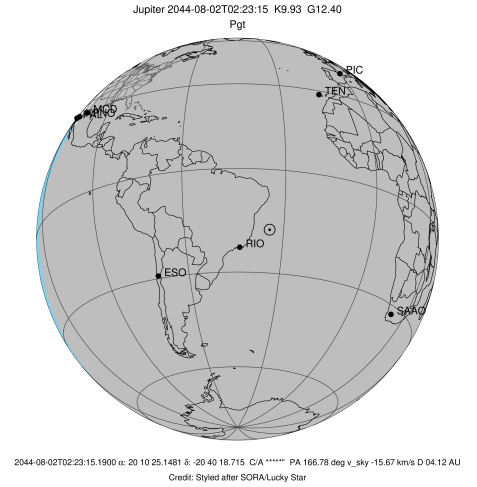 Jupiter 2044-08-02T02:23:15 K9.93 G12.40
Pgt
PIC
TEN
MCD
RIO
ESO
SAAO
2044-08-02T02:23:15.1900 α: 20 10 25.1481 δ: -20 40 18.715 C/A *****" PA 166.78 deg v_sky -15.67 km/s D 04.12 AU
Credit: Styled after SORA/Lucky Star